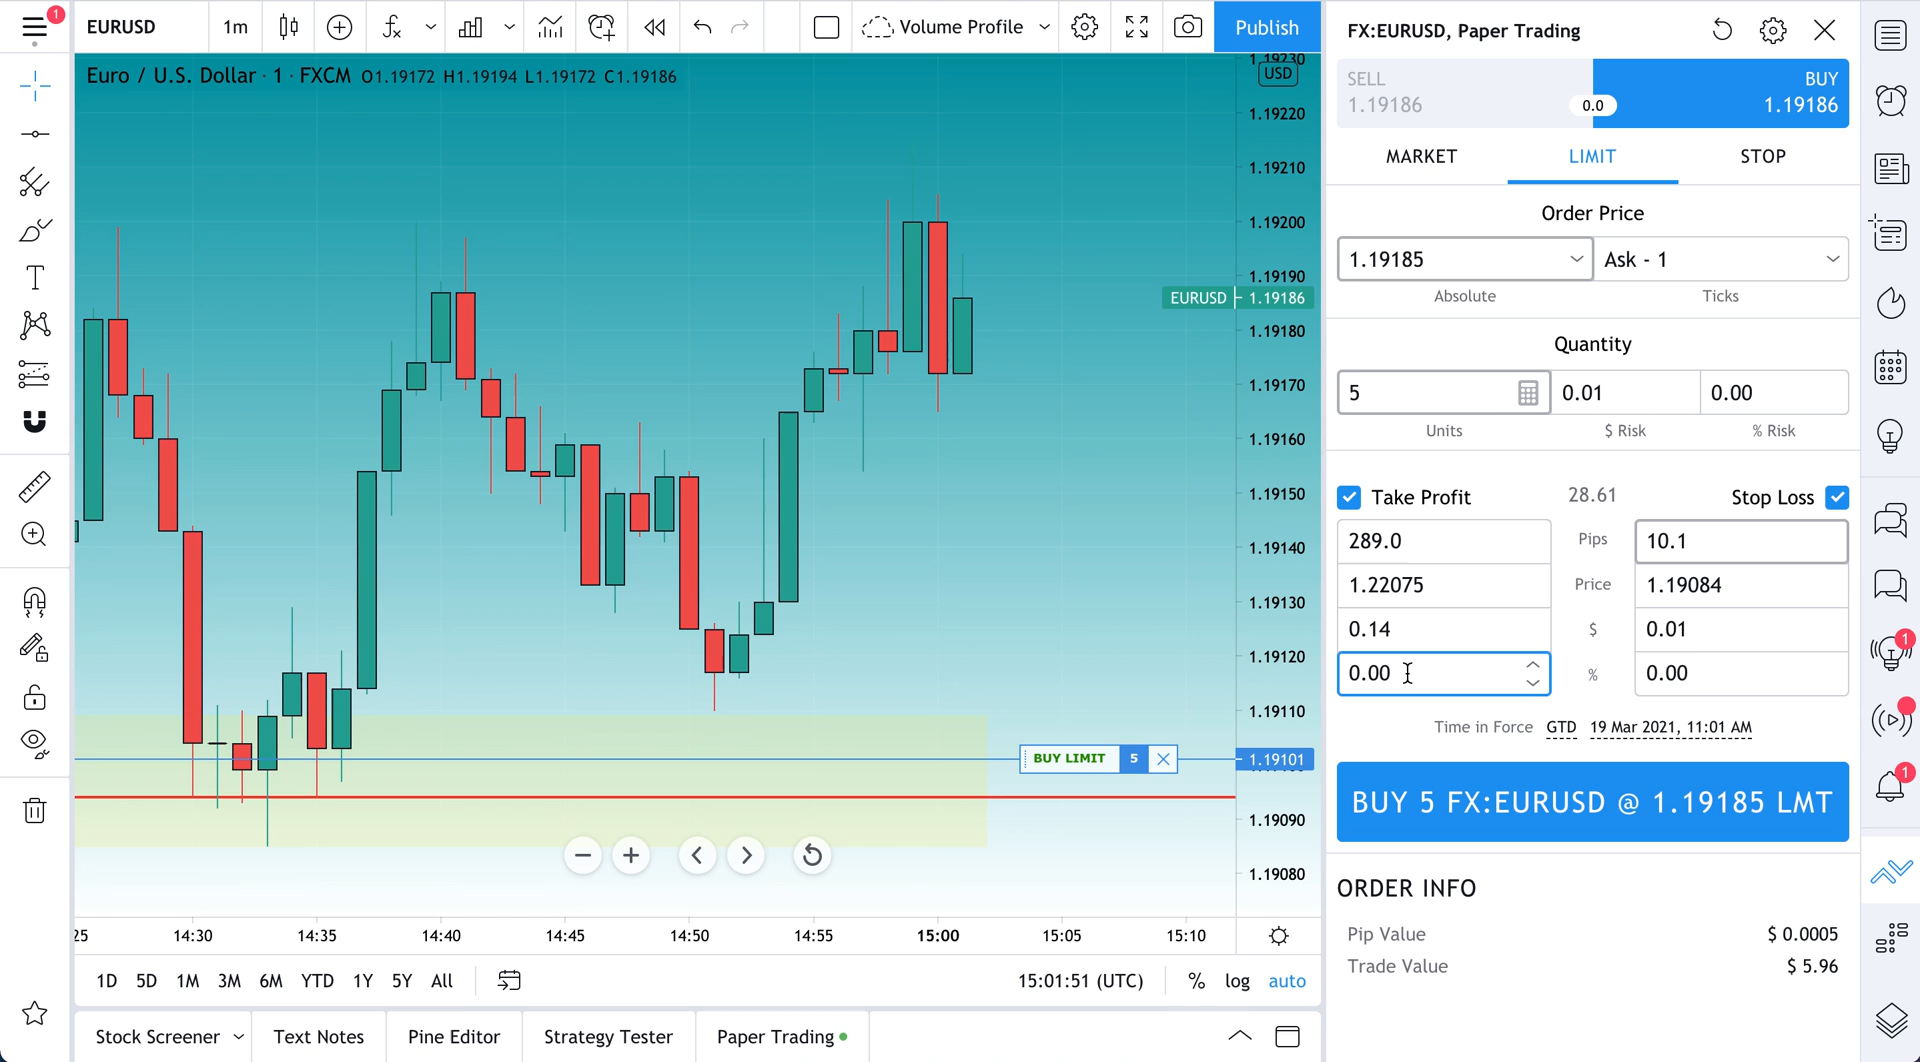 1
EURUSD
1m
Volume Profile
Publish
FX:EURUSD, Paper Trading
Euro / U.S. Dollar · 1 · FXCM O1.19172 H1.19194 L1.19172 C1.19186
1.19230
USD
1.19220
1.19210
1.19200
1.19190
EURUSD 1.19186
1.19180
1.19170
1.19160
1.19150
1.19140
1.19130
1.19120
1.19110
BUY LIMIT 5
1.19101
1.19090
1.19080
25 14:30 14:35 14:40 14:45 14:50 14:55 15:00 15:05 15:10
1D 5D 1M 3M 6M YTD 1Y 5Y All
15:01:51 (UTC) % log auto
Stock Screener Text Notes Pine Editor Strategy Tester Paper Trading
SELL BUY
1.19186 0.0 1.19186
MARKET LIMIT STOP
Order Price
1.19185 Ask - 1
Absolute Ticks
Quantity
5 0.01 0.00
Units $ Risk % Risk
Take Profit 28.61 Stop Loss
289.0 Pips 10.1
1.22075 Price 1.19084
0.14 $ 0.01
0.00 % 0.00
Time in Force GTD 19 Mar 2021, 11:01 AM
BUY 5 FX:EURUSD @ 1.19185 LMT
ORDER INFO
Pip Value $ 0.0005
Trade Value $ 5.96
1
1